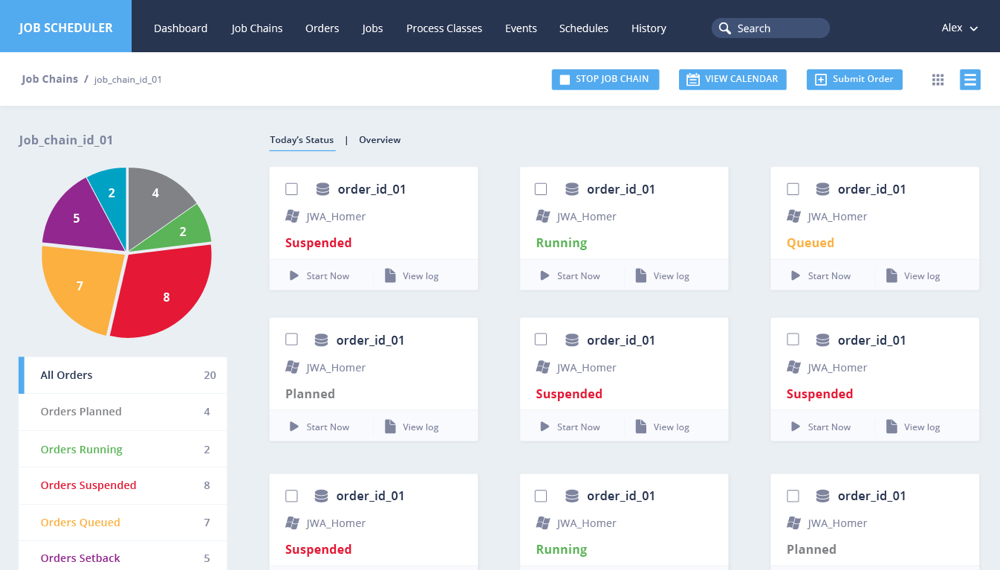 JOB SCHEDULER Dashboard Job Chains Orders Jobs Process Classes Events Schedules History Search Alex
Job Chains / job_chain_id_01 STOP JOB CHAIN VIEW CALENDAR Submit Order
Job_chain_id_01
Today's Status | Overview
4
2
8
7
5
2
All Orders 20
Orders Planned 4
Orders Running 2
Orders Suspended 8
Orders Queued 7
Orders Setback 5
order_id_01
JWA_Homer
Suspended
Start Now View log
order_id_01
JWA_Homer
Running
Start Now View log
order_id_01
JWA_Homer
Queued
Start Now View log
order_id_01
JWA_Homer
Planned
Start Now View log
order_id_01
JWA_Homer
Suspended
Start Now View log
order_id_01
JWA_Homer
Suspended
Start Now View log
order_id_01
JWA_Homer
Suspended
order_id_01
JWA_Homer
Running
order_id_01
JWA_Homer
Planned